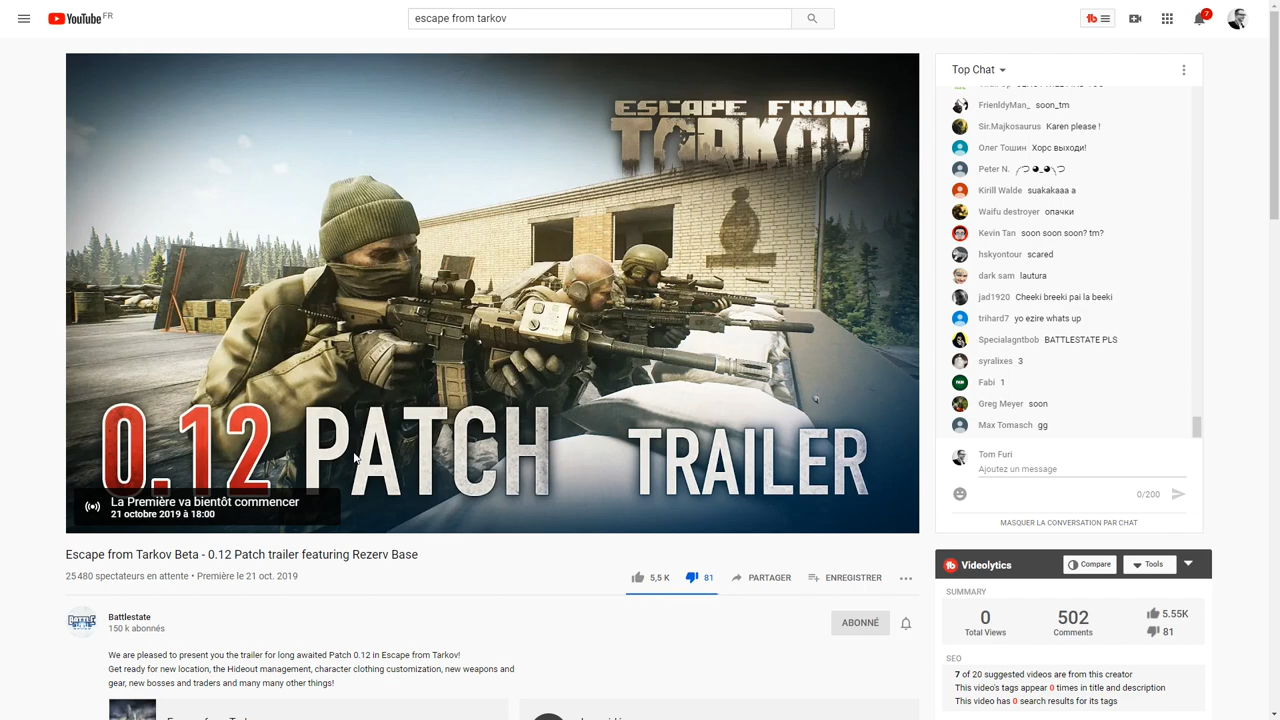 YouTube FR
escape from tarkov
7
ESCAPE FROM
TARKOV
0.12 PATCH TRAILER
La Première va bientôt commencer
21 octobre 2019 à 18:00
Escape from Tarkov Beta - 0.12 Patch trailer featuring Rezerv Base
25 480 spectateurs en attente • Première le 21 oct. 2019
5,5 K
81
PARTAGER
ENREGISTRER
Battlestate
150 k abonnés
ABONNÉ
We are pleased to present you the trailer for long awaited Patch 0.12 in Escape from Tarkov!
Get ready for new location, the Hideout management, character clothing customization, new weapons and
gear, new bosses and traders and many many other things!
Top Chat
FrienldyMan_ soon_tm
Sir.Majkosaurus Karen please !
Олег Тошин Хорс выходи!
Peter N.
Kirill Walde suakakaaa a
Waifu destroyer опачки
Kevin Tan soon soon soon? tm?
hskyontour scared
dark sam lautura
jad1920 Cheeki breeki pai la beeki
trihard7 yo ezire whats up
Specialagntbob BATTLESTATE PLS
syralixes 3
Fabi 1
Greg Meyer soon
Max Tomasch gg
Tom Furi
Ajoutez un message
0/200
MASQUER LA CONVERSATION PAR CHAT
Videolytics
Compare
Tools
SUMMARY
0
Total Views
502
Comments
5.55K
81
SEO
7 of 20 suggested videos are from this creator
This video's tags appear 0 times in title and description
This video has 0 search results for its tags